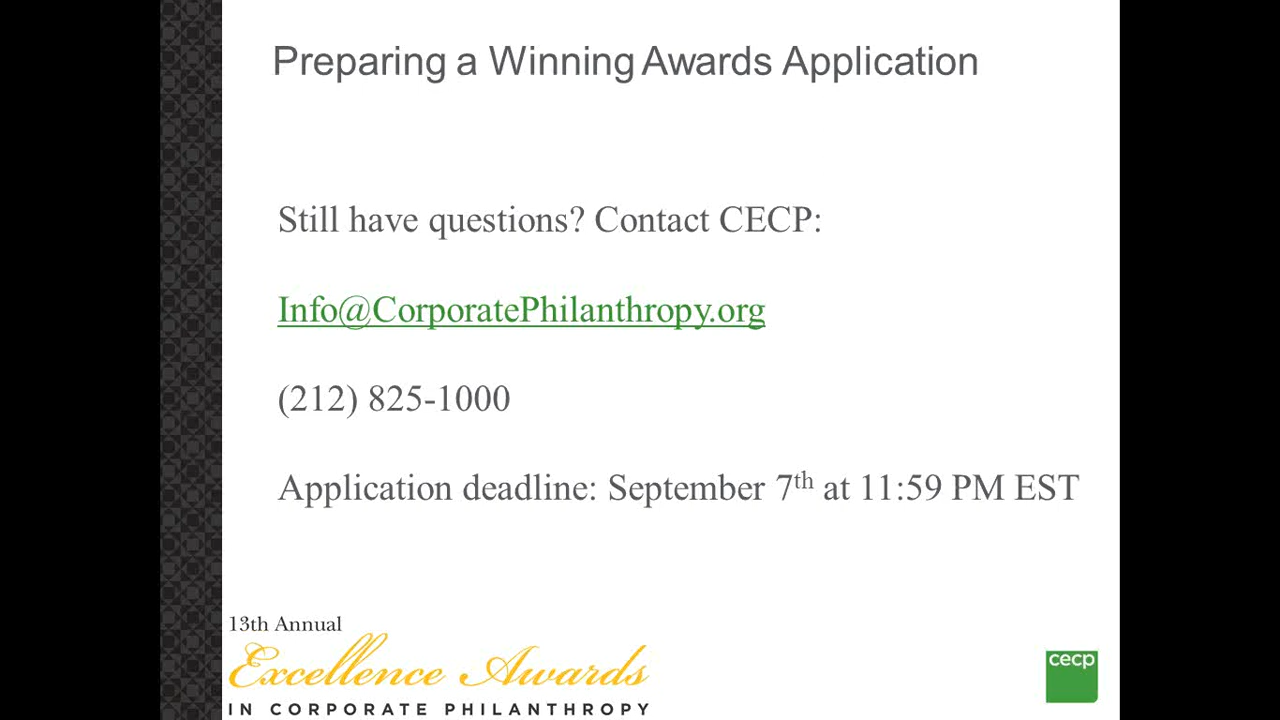 Preparing a Winning Awards Application
Still have questions? Contact CECP:
Info@CorporatePhilanthropy.org
(212) 825-1000
Application deadline: September 7th at 11:59 PM EST
13th Annual
Excellence Awards
IN CORPORATE PHILANTHROPY
cecp